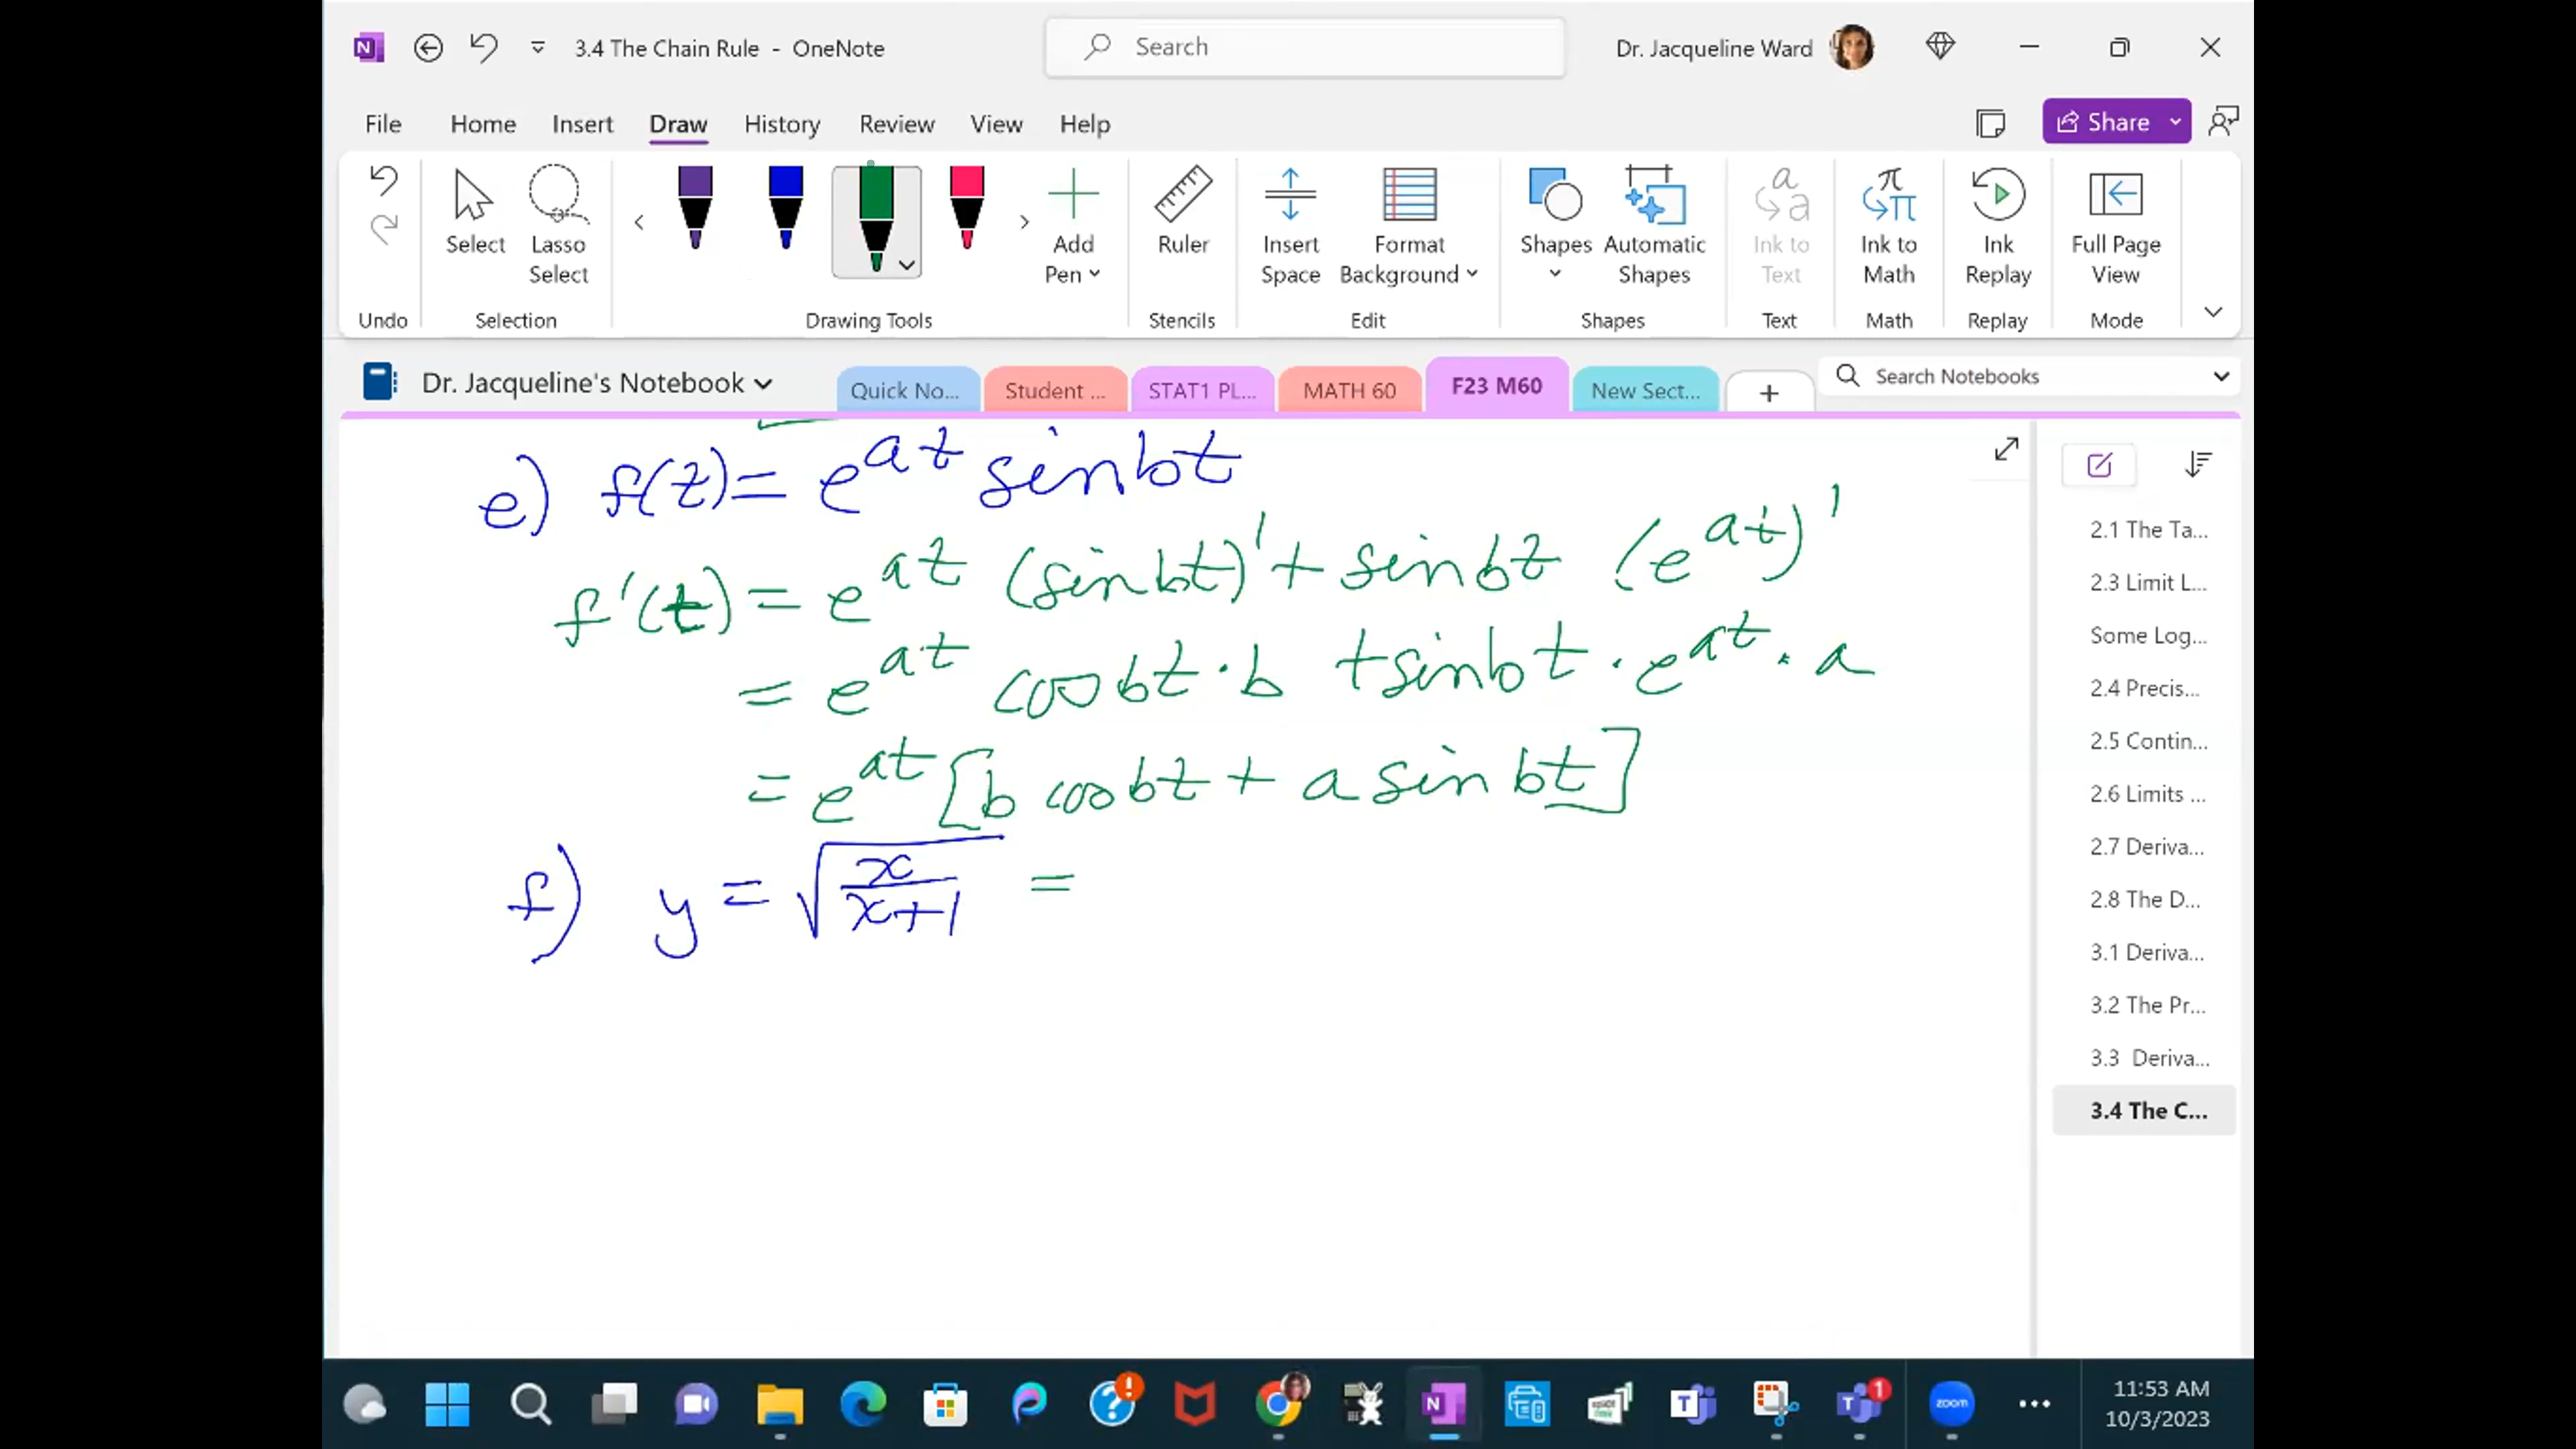 3.4 The Chain Rule - OneNote
Search
Dr. Jacqueline Ward
File Home Insert Draw History Review View Help
Share
Select
Lasso Select
Add Pen
Ruler
Insert Space
Format Background
Shapes
Automatic Shapes
Ink to Text
Ink to Math
Ink Replay
Full Page View
Undo Selection Drawing Tools Stencils Edit Shapes Text Math Replay Mode
Dr. Jacqueline's Notebook
Quick No... Student ... STAT1 PL... MATH 60 F23 M60 New Sect... +
Search Notebooks
e) f(t) = e^{at} sin bt
f'(t) = e^{at} (sin bt)' + sin bt (e^{at})'
= e^{at} cos bt · b + sin bt · e^{at} · a
= e^{at} [b cos bt + a sin bt]
f) y = √(x/(x+1)) =
2.1 The Ta...
2.3 Limit L...
Some Log...
2.4 Precis...
2.5 Contin...
2.6 Limits ...
2.7 Deriva...
2.8 The D...
3.1 Deriva...
3.2 The Pr...
3.3 Deriva...
3.4 The C...
zoom
1
11:53 AM
10/3/2023